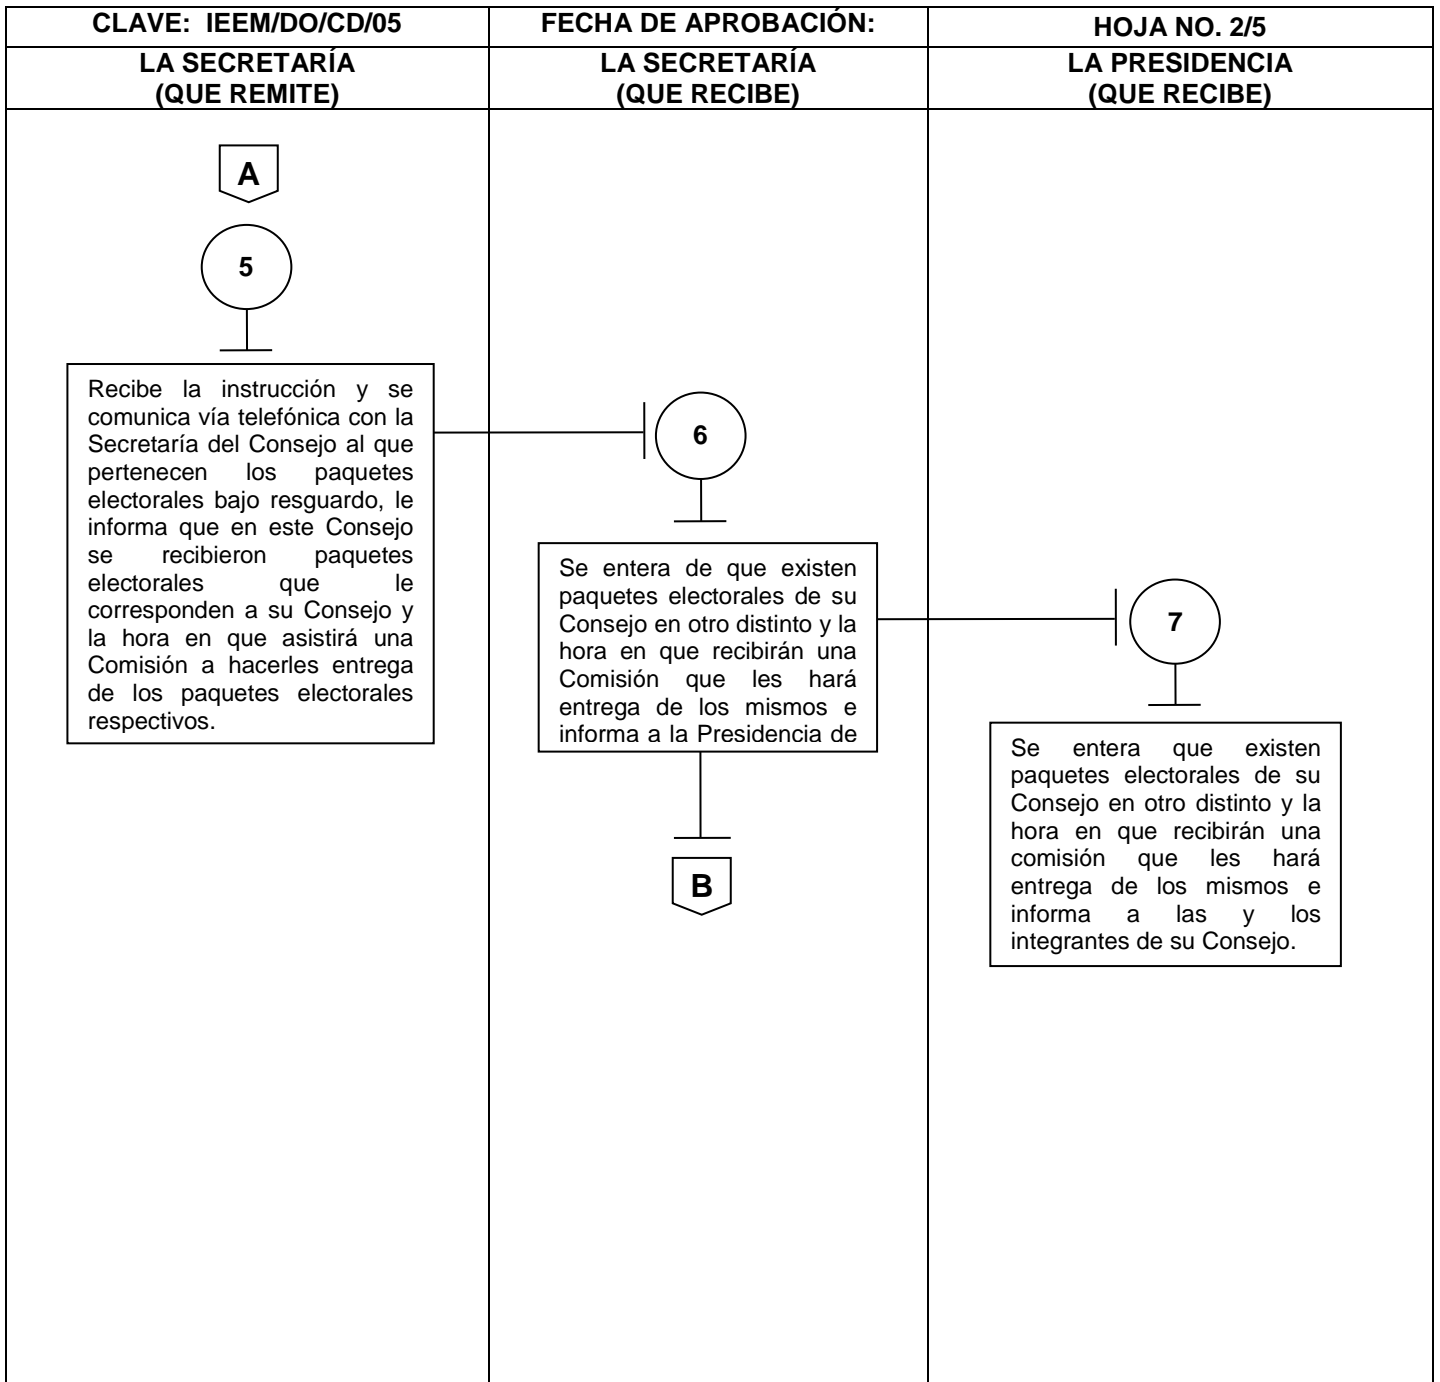 CLAVE: IEEM/DO/CD/05
FECHA DE APROBACIÓN:
HOJA NO. 2/5
LA SECRETARÍA
(QUE REMITE)
LA SECRETARÍA
(QUE RECIBE)
LA PRESIDENCIA
(QUE RECIBE)
A
5
Recibe la instrucción y se
comunica vía telefónica con la
Secretaría del Consejo al que
pertenecen los paquetes
electorales bajo resguardo, le
informa que en este Consejo
se recibieron paquetes
electorales que le
corresponden a su Consejo y
la hora en que asistirá una
Comisión a hacerles entrega
de los paquetes electorales
respectivos.
6
Se entera de que existen
paquetes electorales de su
Consejo en otro distinto y la
hora en que recibirán una
Comisión que les hará
entrega de los mismos e
informa a la Presidencia de
B
7
Se entera que existen
paquetes electorales de su
Consejo en otro distinto y la
hora en que recibirán una
comisión que les hará
entrega de los mismos e
informa a las y los
integrantes de su Consejo.